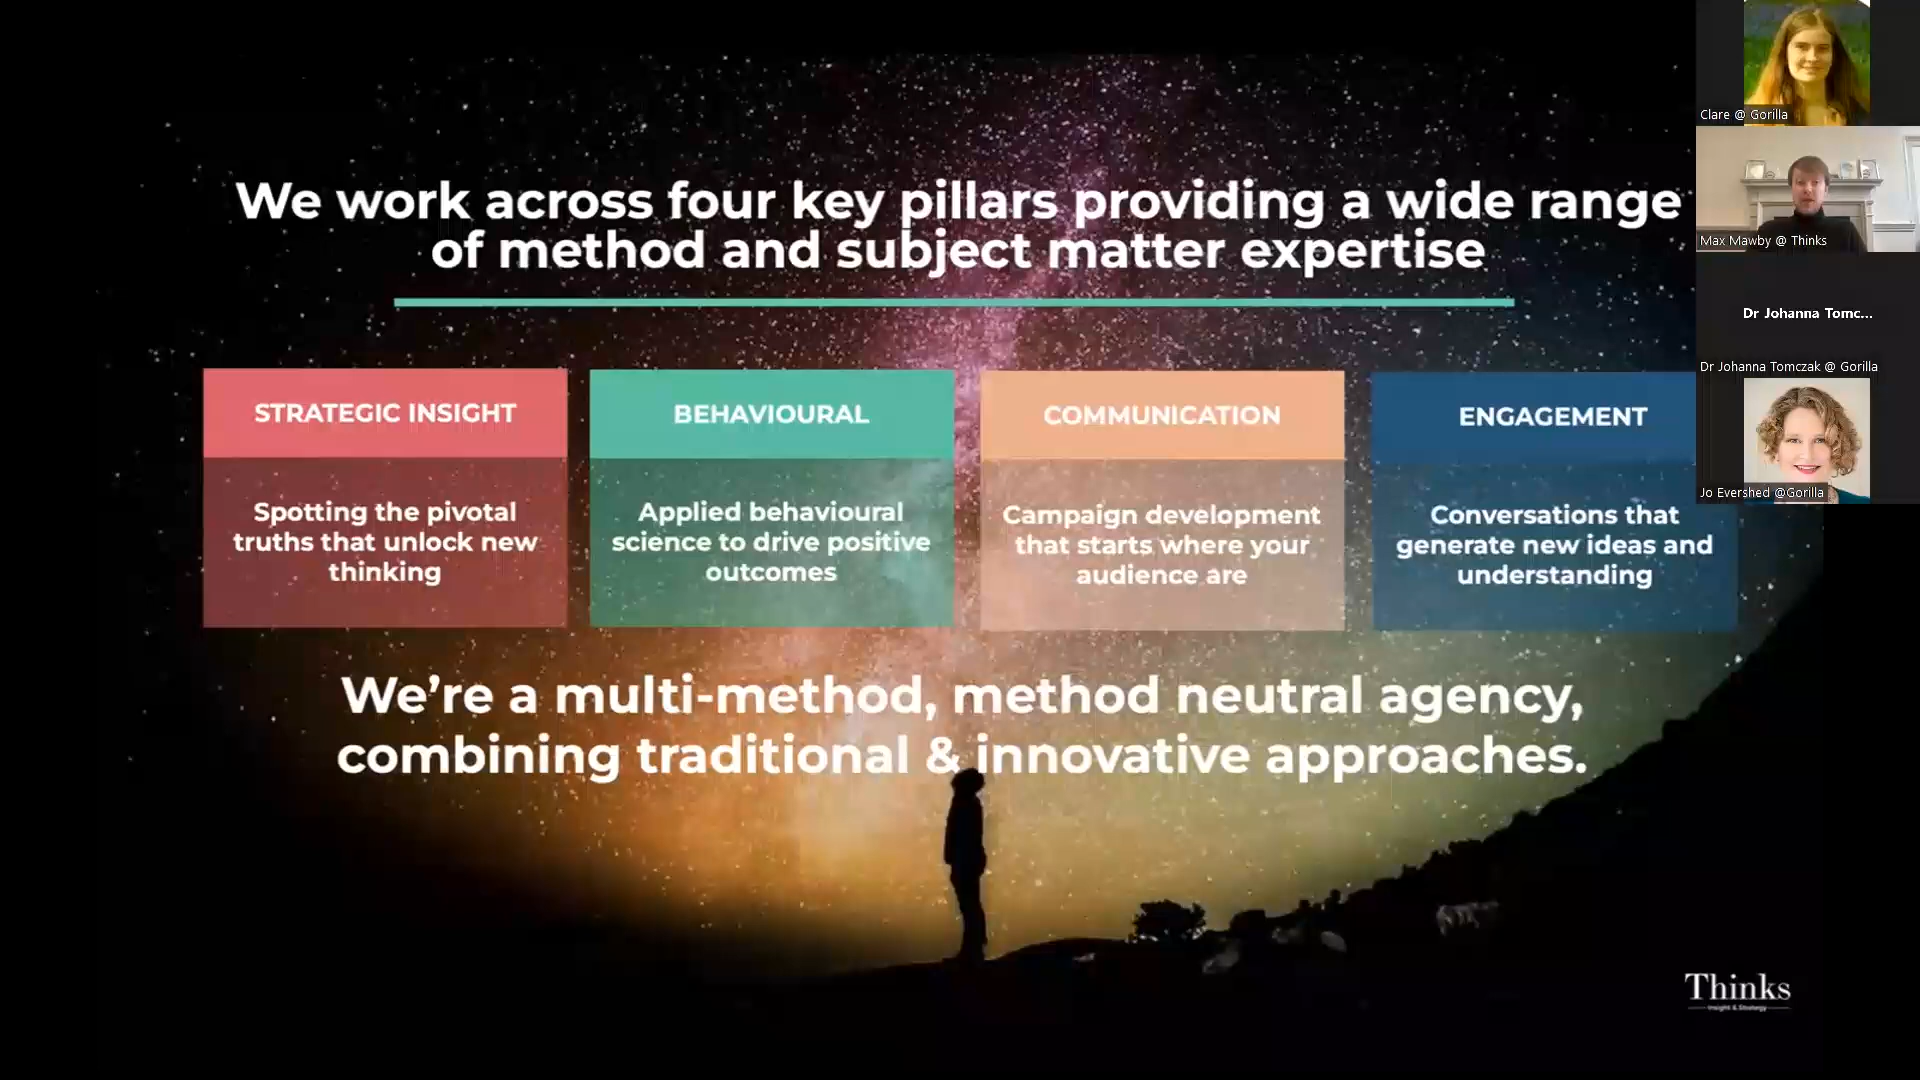 We work across four key pillars providing a wide range
of method and subject matter expertise
STRATEGIC INSIGHT
Spotting the pivotal
truths that unlock new
thinking
BEHAVIOURAL
Applied behavioural
science to drive positive
outcomes
COMMUNICATION
Campaign development
that starts where your
audience are
ENGAGEMENT
Conversations that
generate new ideas and
understanding
We’re a multi-method, method neutral agency,
combining traditional & innovative approaches.
Thinks
Insight & Strategy
Clare @ Gorilla
Max Mawby @ Thinks
Dr Johanna Tomc...
Dr Johanna Tomczak @ Gorilla
Jo Evershed @Gorilla